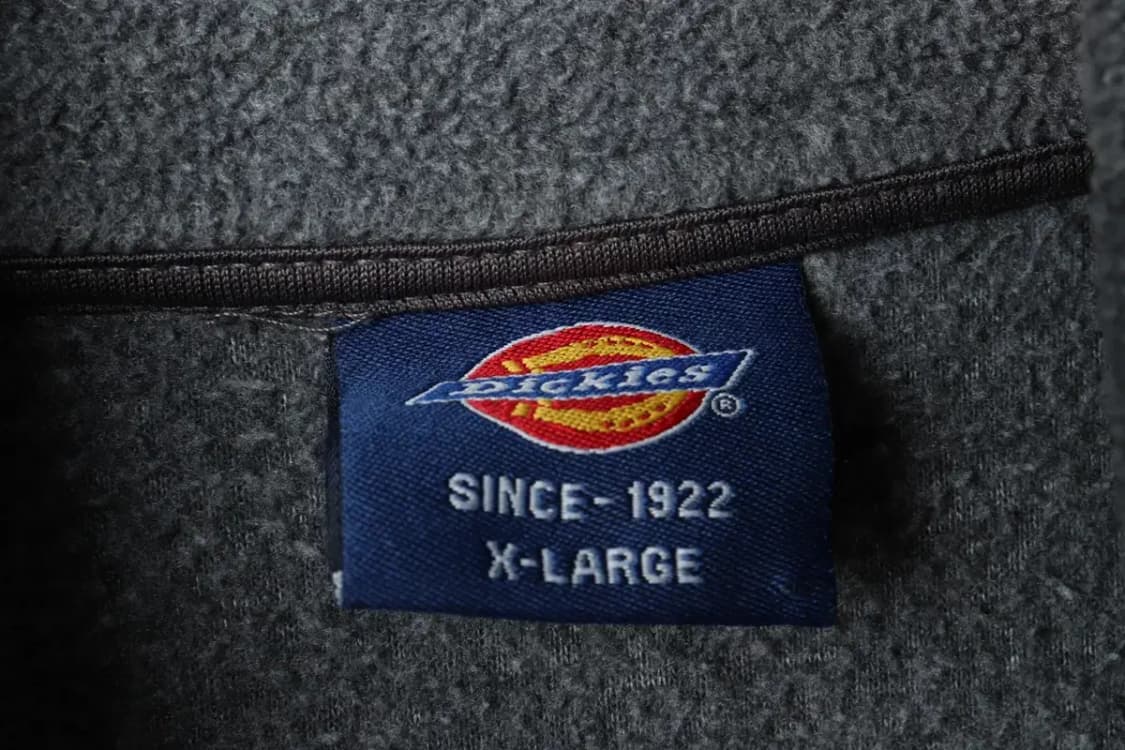 Dickies ®
SINCE-1922
X-LARGE